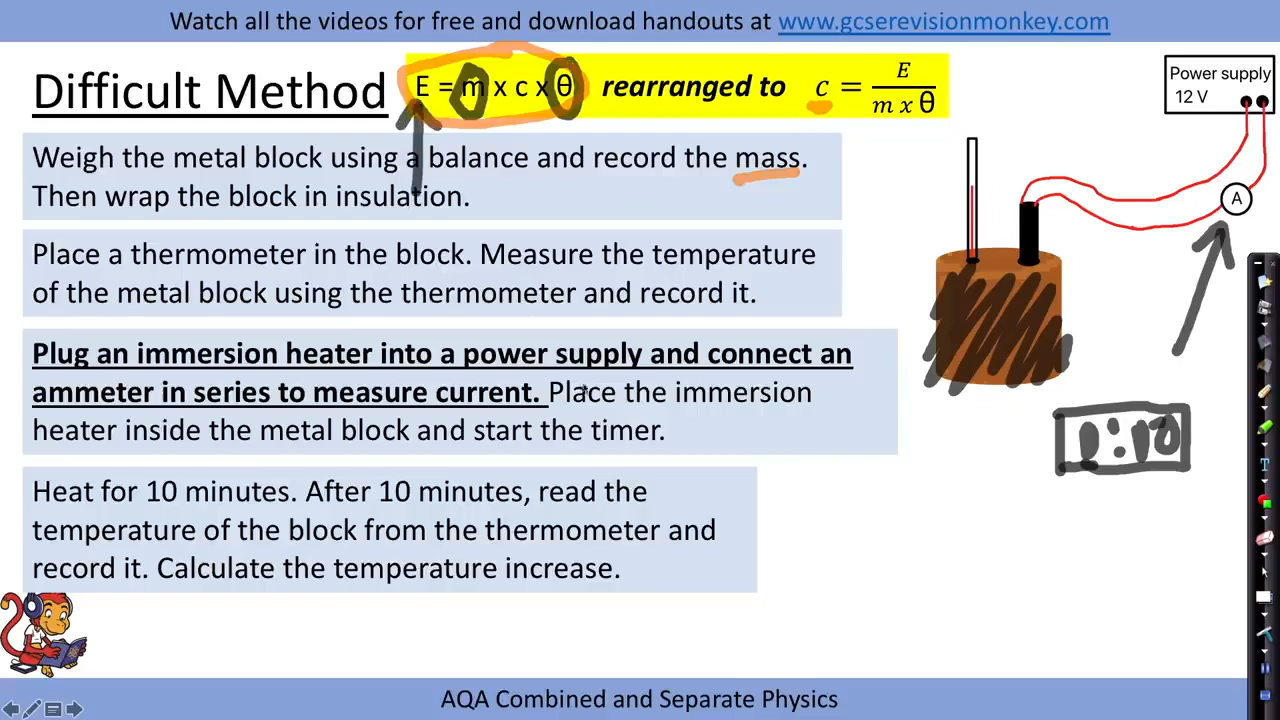 Watch all the videos for free and download handouts at www.gcserevisionmonkey.com
Difficult Method
E = m x c x θ rearranged to c = E / m x θ
Power supply
12 V
A
Weigh the metal block using a balance and record the mass.
Then wrap the block in insulation.
Place a thermometer in the block. Measure the temperature
of the metal block using the thermometer and record it.
Plug an immersion heater into a power supply and connect an
ammeter in series to measure current. Place the immersion
heater inside the metal block and start the timer.
Heat for 10 minutes. After 10 minutes, read the
temperature of the block from the thermometer and
record it. Calculate the temperature increase.
AQA Combined and Separate Physics